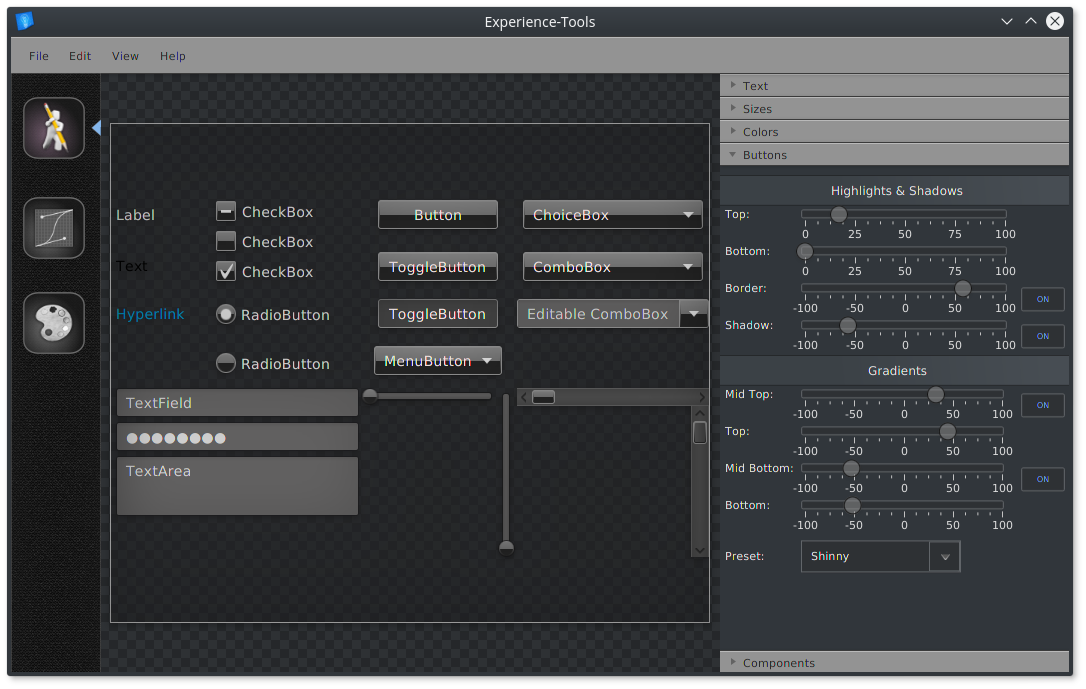 Experience-Tools
File Edit View Help
Label
CheckBox
Button
ChoiceBox
CheckBox
Text
CheckBox
ToggleButton
ComboBox
Hyperlink
RadioButton
ToggleButton
Editable ComboBox
RadioButton
MenuButton
TextField
TextArea
Text
Sizes
Colors
Buttons
Highlights & Shadows
Top:
0 25 50 75 100
Bottom:
0 25 50 75 100
Border:
-100 -50 0 50 100
ON
Shadow:
-100 -50 0 50 100
ON
Gradients
Mid Top:
-100 -50 0 50 100
ON
Top:
-100 -50 0 50 100
Mid Bottom:
-100 -50 0 50 100
ON
Bottom:
-100 -50 0 50 100
Preset:
Shinny
Components